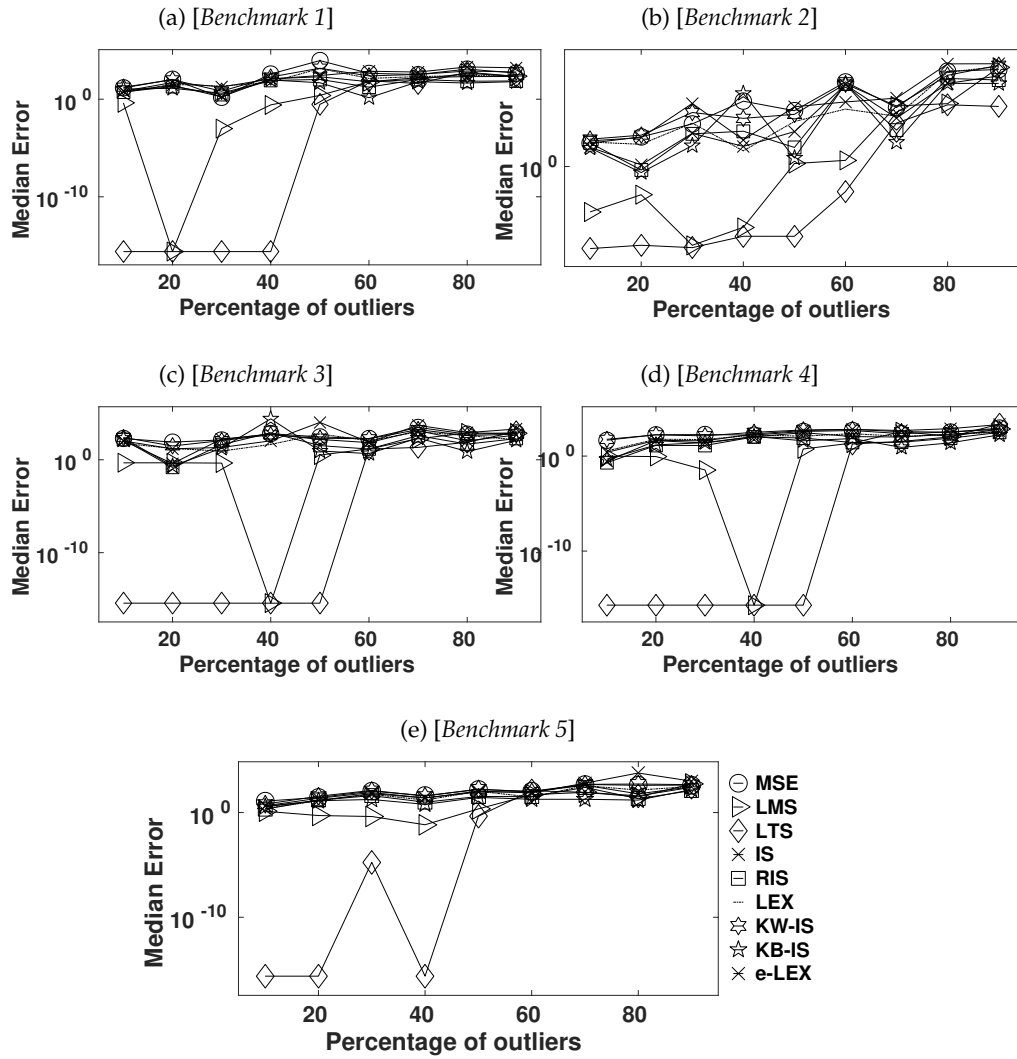 (a) [Benchmark 1]
Median Error
10^0
10^-10
20 40 60 80
Percentage of outliers
(b) [Benchmark 2]
Median Error
10^0
20 40 60 80
Percentage of outliers
(c) [Benchmark 3]
Median Error
10^0
10^-10
20 40 60 80
Percentage of outliers
(d) [Benchmark 4]
Median Error
10^0
10^-10
20 40 60 80
Percentage of outliers
(e) [Benchmark 5]
Median Error
10^0
10^-10
20 40 60 80
Percentage of outliers
MSE
LMS
LTS
IS
RIS
LEX
KW-IS
KB-IS
e-LEX